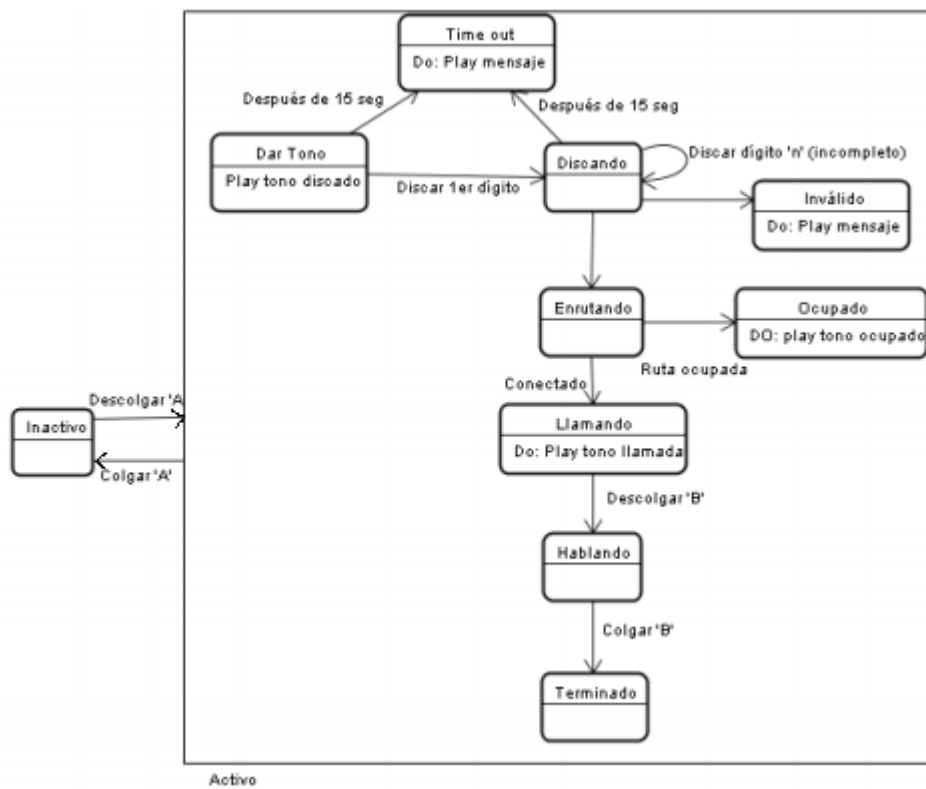 Time out
Do: Play mensaje
Después de 15 seg
Después de 15 seg
Dar Tono
Play tono discado
Discar 1er dígito
Discando
Discar dígito 'n' (incompleto)
Inválido
Do: Play mensaje
Enrutando
Ocupado
DO: play tono ocupado
Ruta ocupada
Conectado
Descolgar 'A
Inactivo
Colgar 'A'
Llamando
Do: Play tono llamada
Descolgar 'B'
Hablando
Colgar 'B'
Terminado
Activo